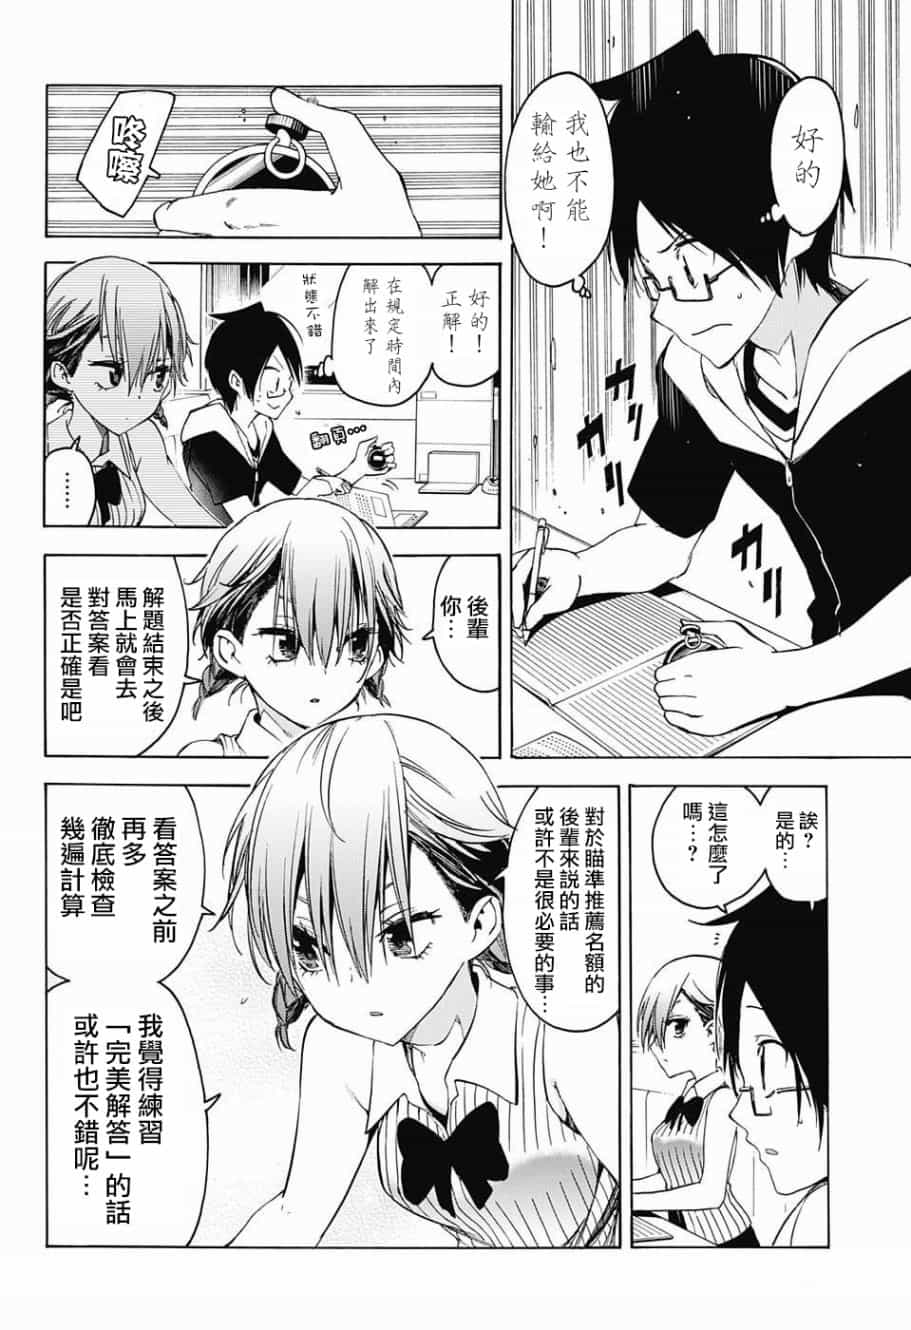 好的
我也不能
輸給她啊！
カ
カ
カ
カ
咚嚓
好的！
正解！
在規定時間內
解出來了
狀態不錯
翻頁…
……
後輩
你…
解題結束之後
馬上就會去
對答案看
是否正確是吧
誒？
是的…
這怎麼了
嗎…？
對於瞄準推薦名額的
後輩來説的話
或許不是很必要的事…
看答案之前
再多
徹底檢查
幾遍計算
我覺得練習
「完美解答」的話
或許也不錯呢…